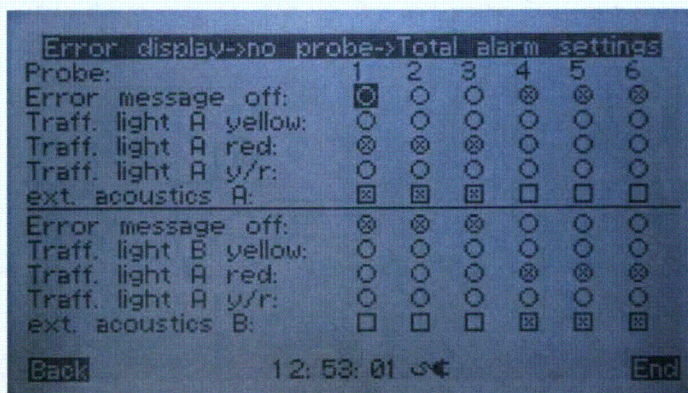 Error display->no probe->Total alarm settings
Probe: 1 2 3 4 5 6
Error message off:
Traff. light A yellow:
Traff. light A red:
Traff. light A y/r:
ext. acoustics A:
Error message off:
Traff. light B yellow:
Traff. light A red:
Traff. light A y/r:
ext. acoustics B:
Back 12:53:01 End